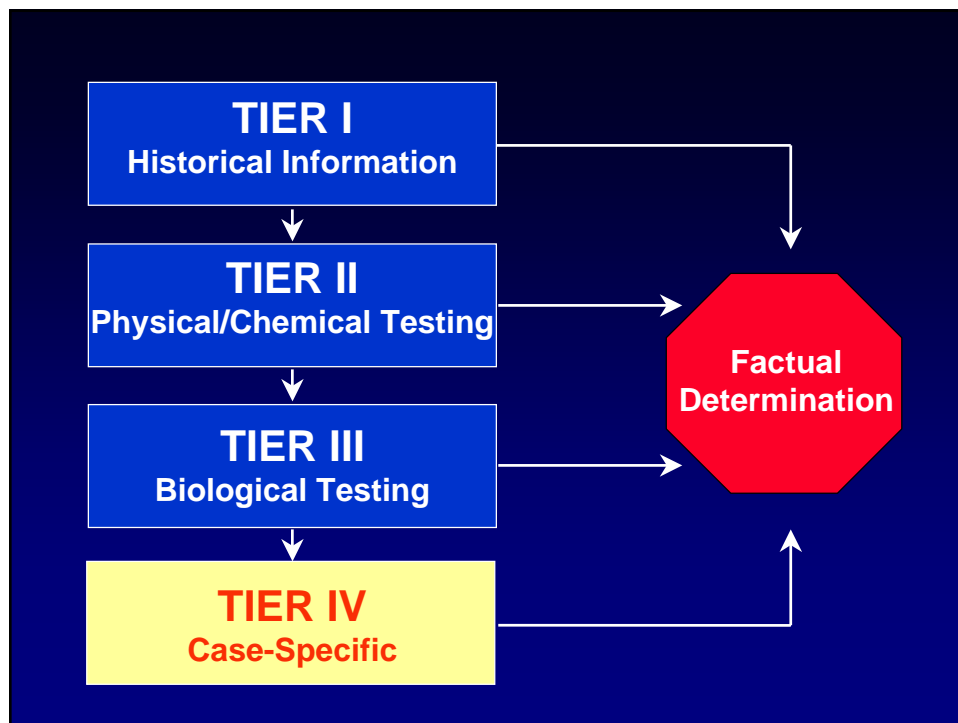 TIER I
Historical Information
TIER II
Physical/Chemical Testing
TIER III
Biological Testing
TIER IV
Case-Specific
Factual
Determination